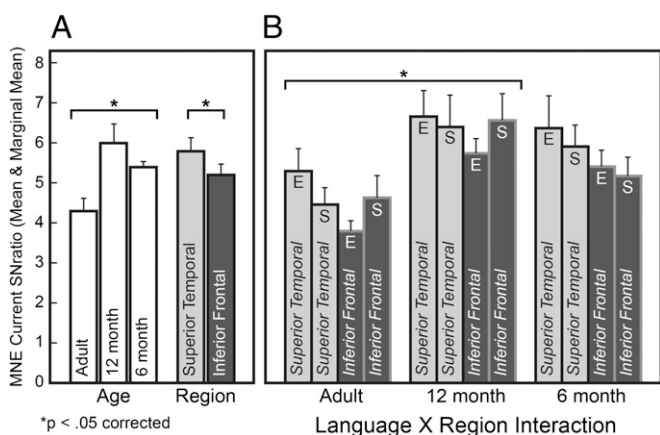 A
B
MNE Current SNratio (Mean & Marginal Mean)
8
7
6
5
4
3
2
1
0
*
*
*
Adult
12 month
6 month
Superior Temporal
Inferior Frontal
Age
Region
E
S
E
S
E
S
E
S
E
S
E
S
Superior Temporal
Superior Temporal
Inferior Frontal
Inferior Frontal
Superior Temporal
Superior Temporal
Inferior Frontal
Inferior Frontal
Superior Temporal
Superior Temporal
Inferior Frontal
Inferior Frontal
Adult
12 month
6 month
*p < .05 corrected
Language X Region Interaction